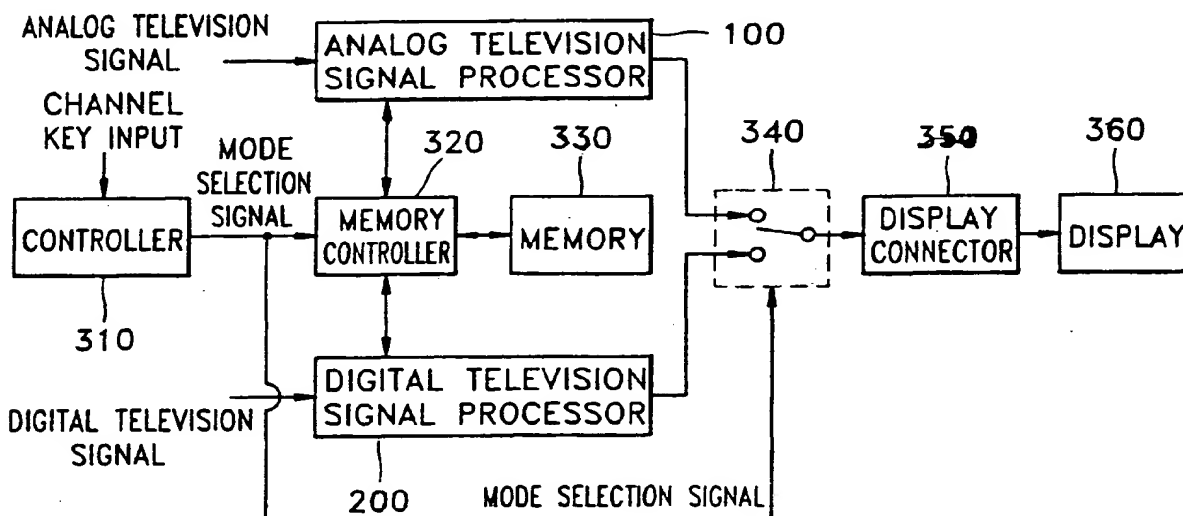 ANALOG TELEVISION
SIGNAL
ANALOG TELEVISION
SIGNAL PROCESSOR
100
CHANNEL
KEY INPUT
MODE
SELECTION
SIGNAL
320
330
340
350
360
CONTROLLER
MEMORY
CONTROLLER
MEMORY
DISPLAY
CONNECTOR
DISPLAY
310
DIGITAL TELEVISION
SIGNAL
DIGITAL TELEVISION
SIGNAL PROCESSOR
200
MODE SELECTION SIGNAL